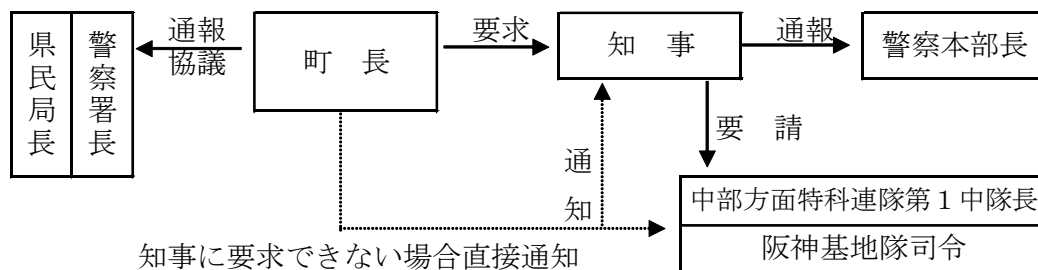 県民局長
警察署長
通報
協議
町 長
要求
知 事
通報
警察本部長
要 請
通知
中部方面特科連隊第1中隊長
阪神基地隊司令
知事に要求できない場合直接通知